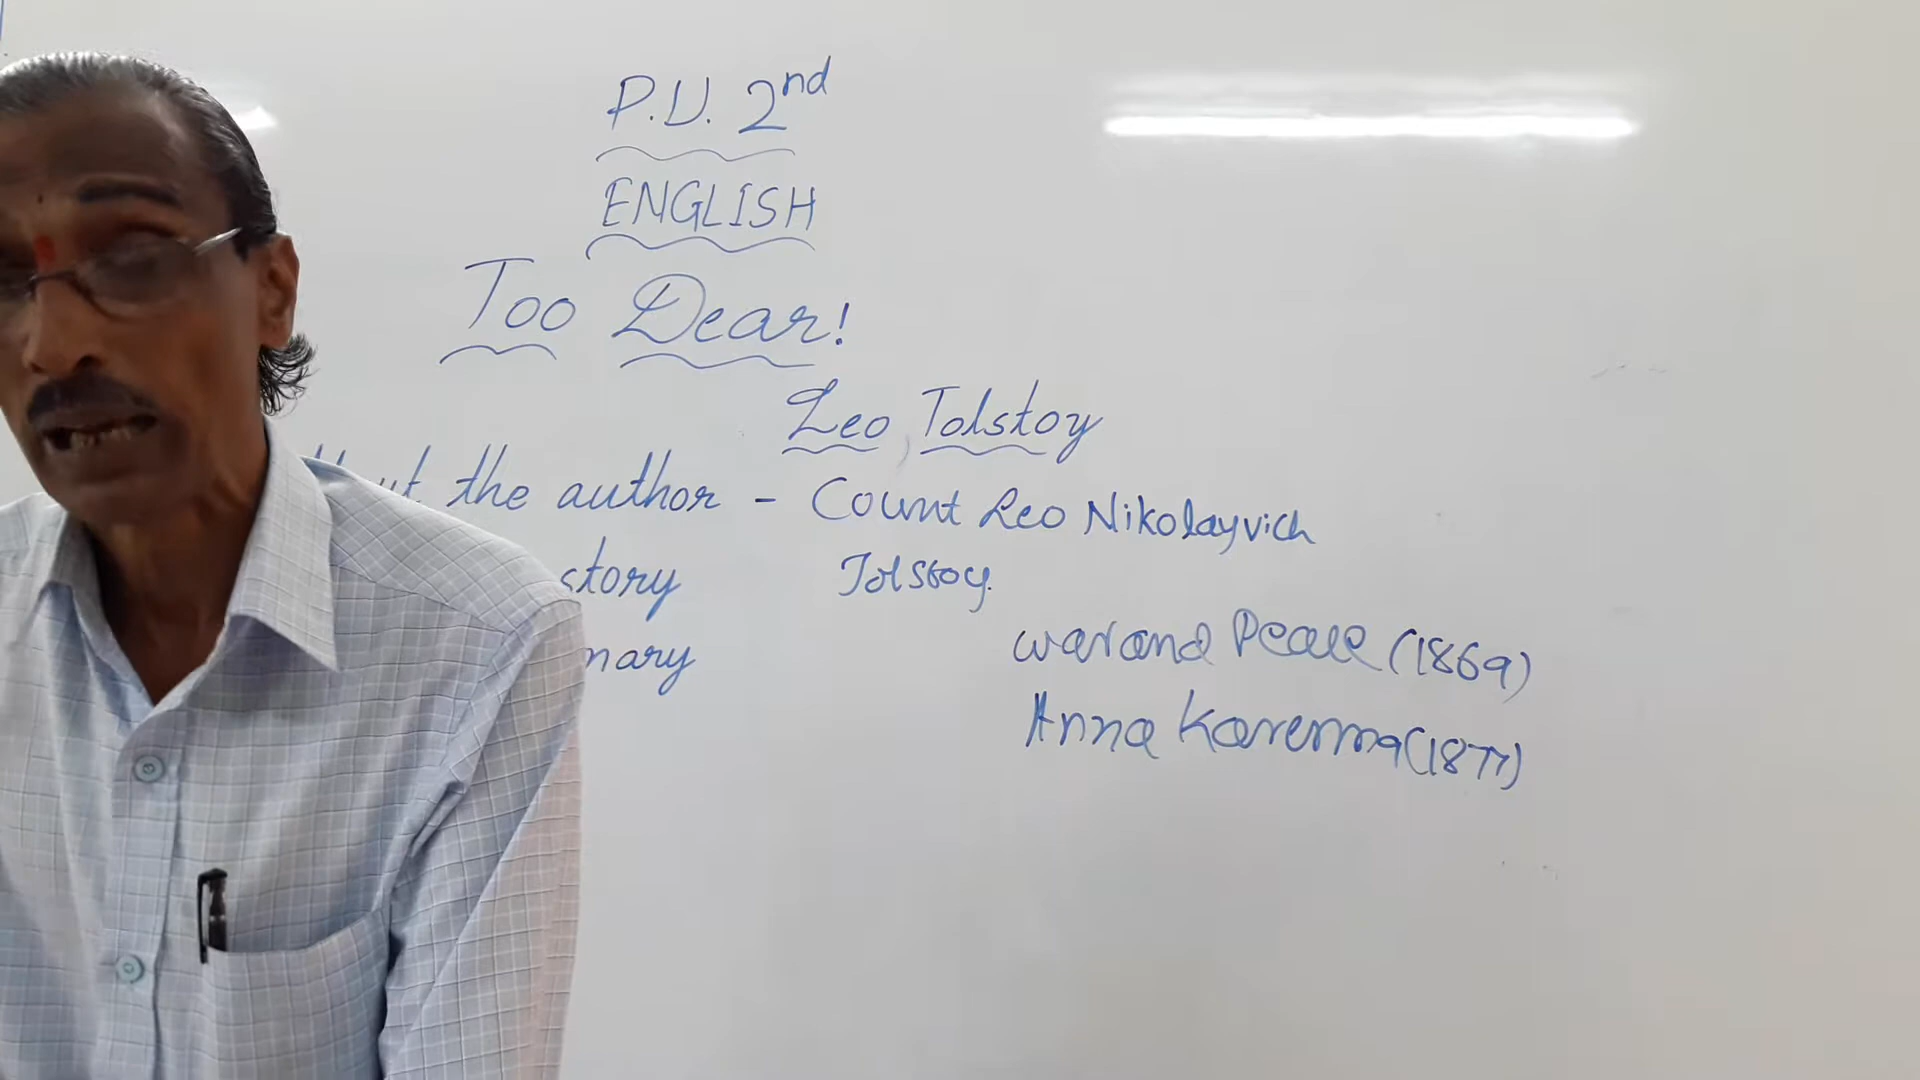 P.U. 2nd
ENGLISH
Too Dear!
Leo Tolstoy
the author - Count Leo Nikolayvich
story Tolstoy.
War and Peace (1869)
Anna Karenina (1877)